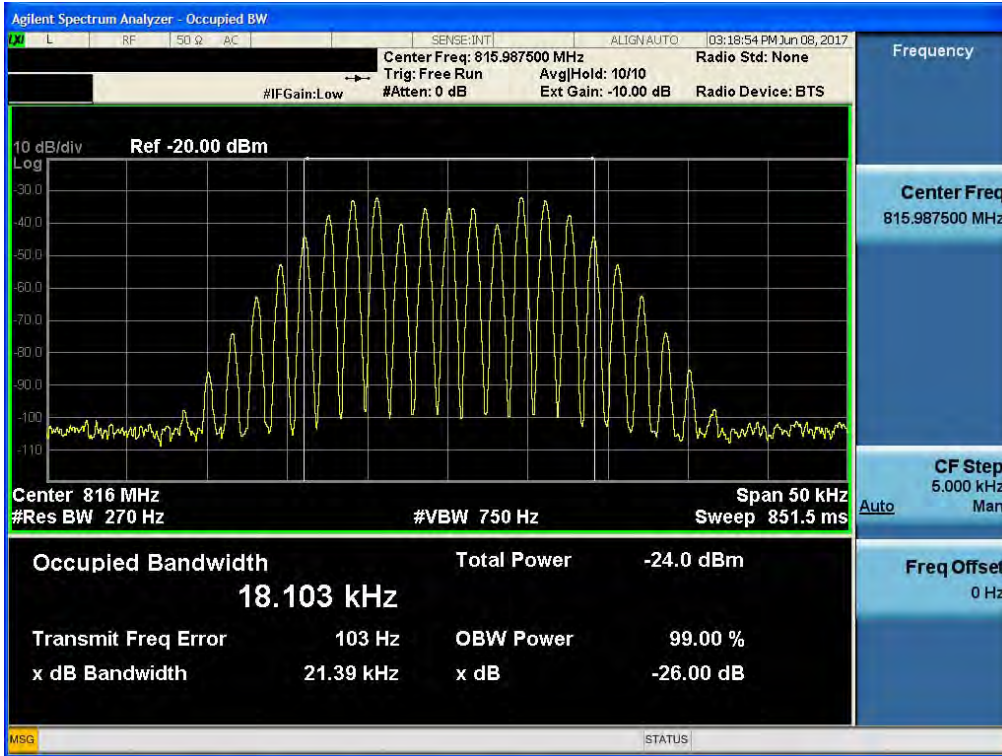 Agilent Spectrum Analyzer - Occupied BW
LXI L RF 50 Ω AC SENSE:INT ALIGN AUTO 03:18:54 PM Jun 08, 2017
Center Freq: 815.987500 MHz Radio Std: None
Trig: Free Run Avg|Hold: 10/10
#IFGain:Low #Atten: 0 dB Ext Gain: -10.00 dB Radio Device: BTS
10 dB/div Ref -20.00 dBm
Log
-30.0
-40.0
-50.0
-60.0
-70.0
-80.0
-90.0
-100
-110
Center 816 MHz Span 50 kHz
#Res BW 270 Hz #VBW 750 Hz Sweep 851.5 ms
Occupied Bandwidth Total Power -24.0 dBm
18.103 kHz
Transmit Freq Error 103 Hz OBW Power 99.00 %
x dB Bandwidth 21.39 kHz x dB -26.00 dB
MSG STATUS
Frequency
Center Freq
815.987500 MHz
CF Step
5.000 kHz
Auto Man
Freq Offset
0 Hz